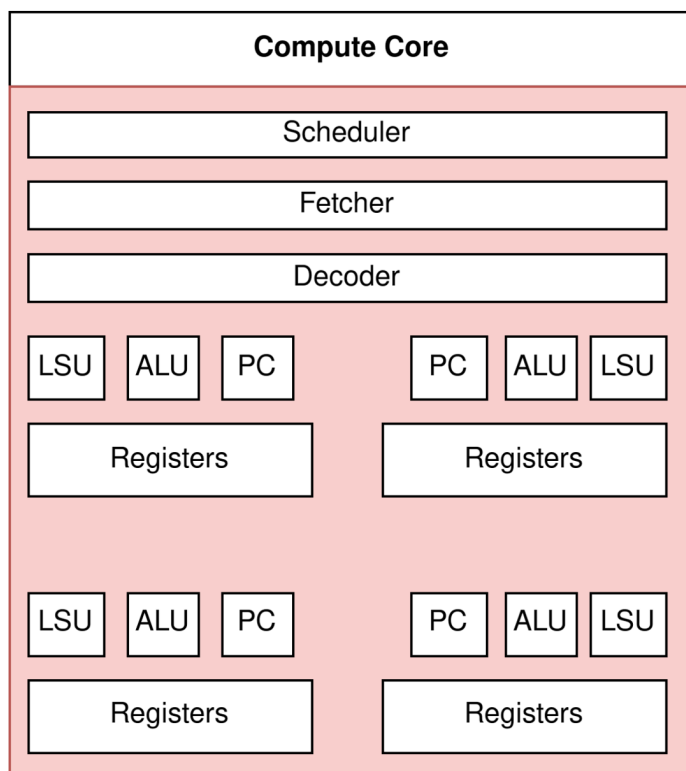 Compute Core
Scheduler
Fetcher
Decoder
LSU ALU PC PC ALU LSU
Registers Registers
LSU ALU PC PC ALU LSU
Registers Registers